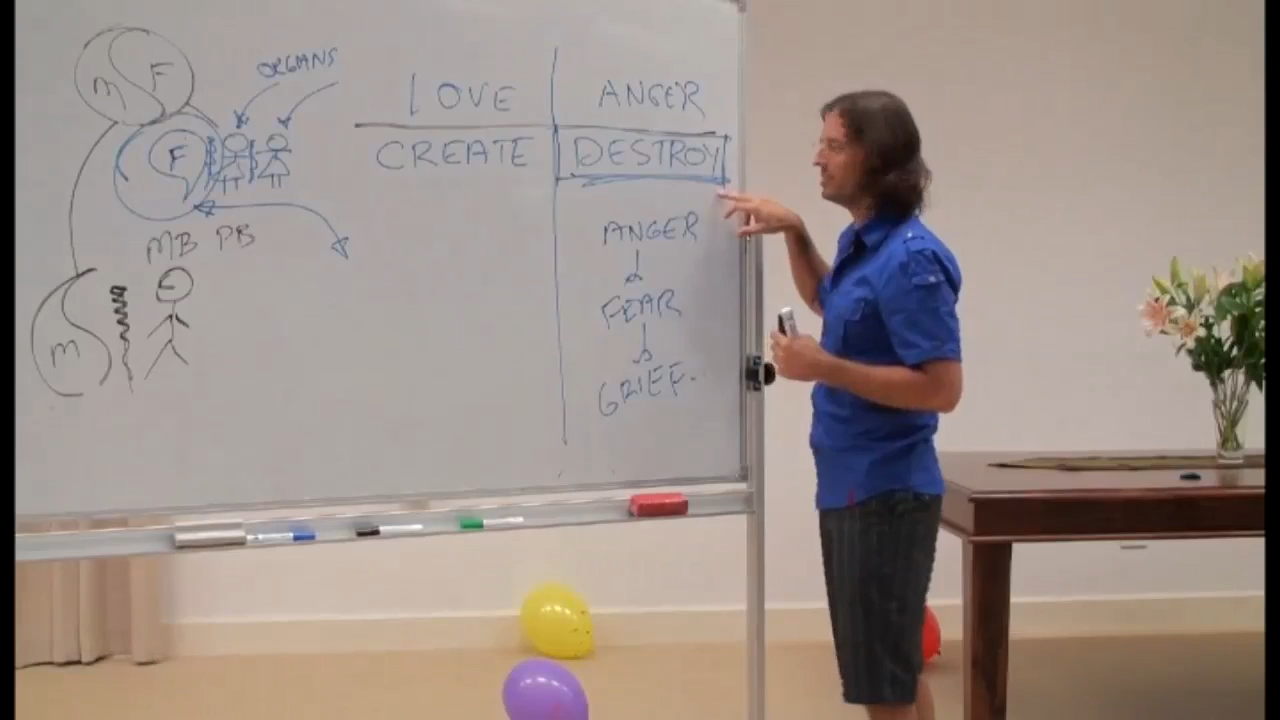 M F
ORGANS
F
MB PB
M
LOVE ANGER
CREATE DESTROY
ANGER
FEAR
GRIEF.